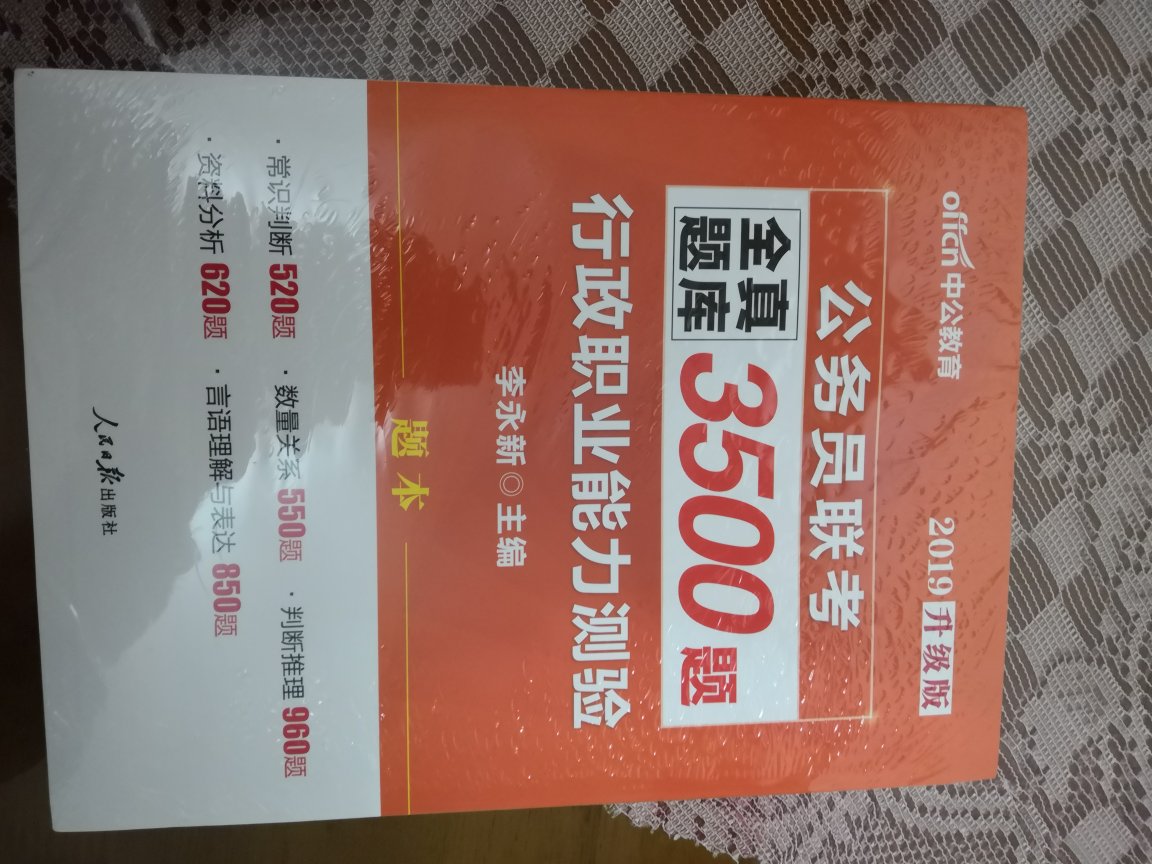 offcn中公教育 2019升级版
公务员联考
全真题库3500题
行政职业能力测验
李永新◎主编
题本
·常识判断520题 ·数量关系550题 ·判断推理960题
·资料分析620题 ·言语理解与表达850题
人民日报出版社